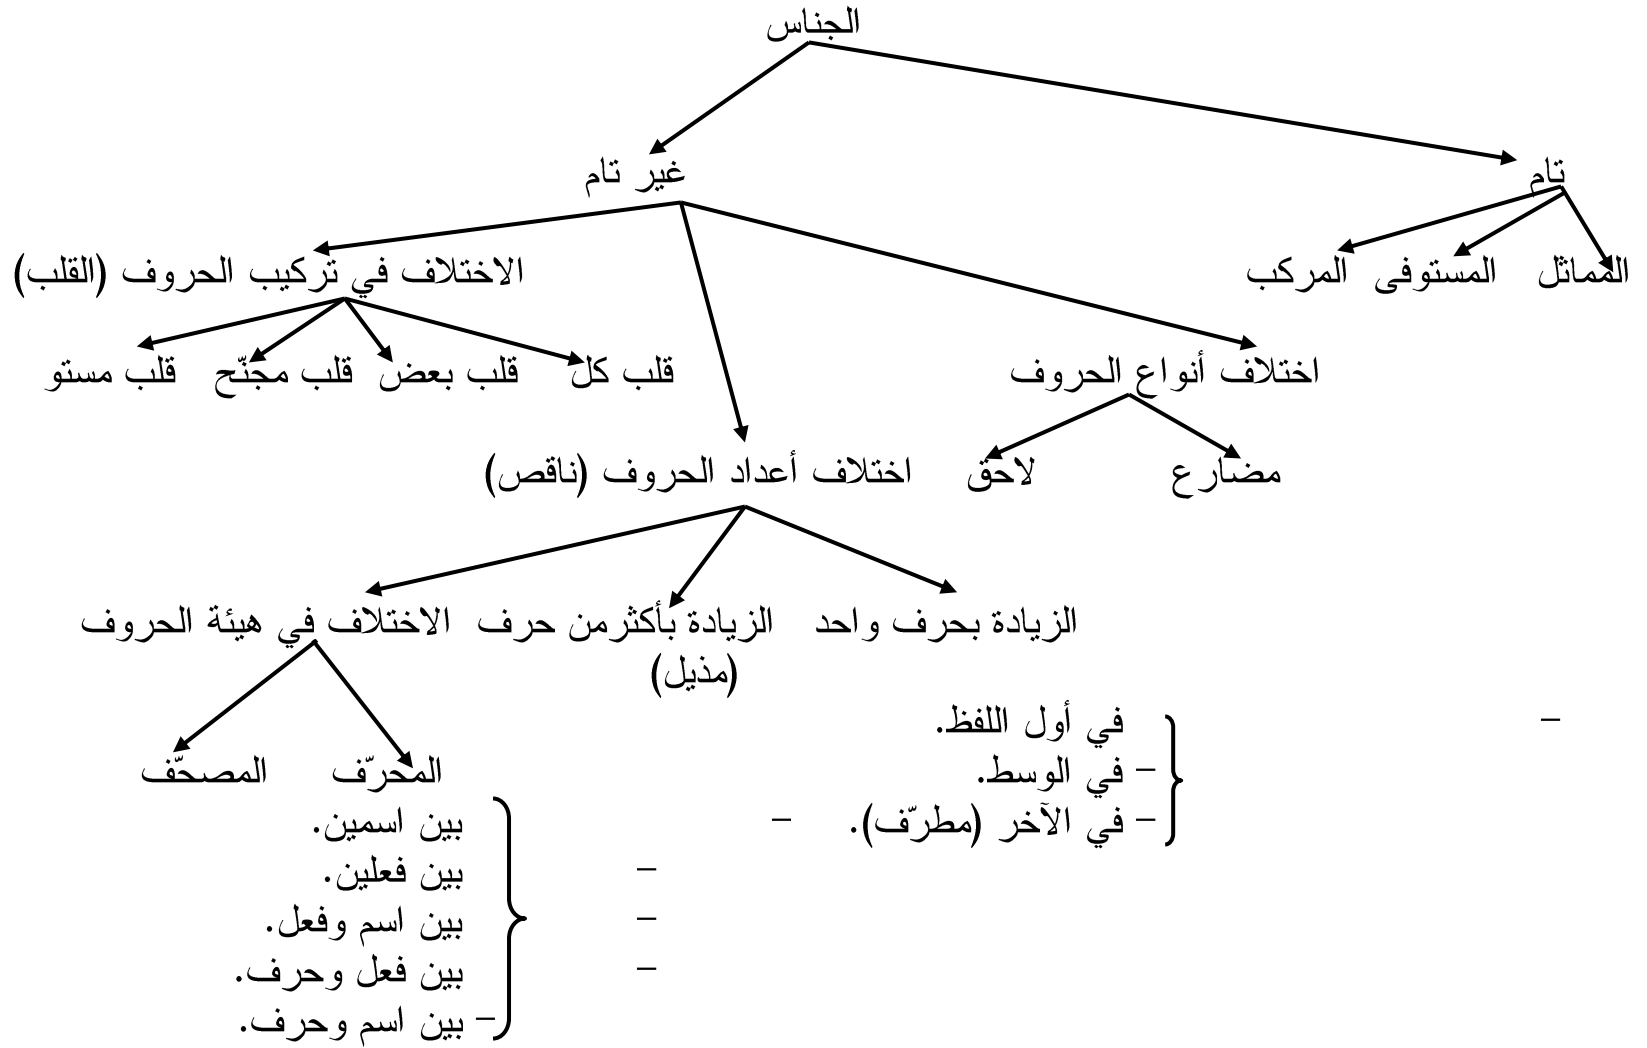 الجناس
تام
غير تام
المماثل المستوفى المركب
الاختلاف في تركيب الحروف (القلب)
اختلاف أنواع الحروف
قلب كل قلب بعض قلب مجنّح قلب مستو
مضارع لاحق
اختلاف أعداد الحروف (ناقص)
الزيادة بحرف واحد الزيادة بأكثرمن حرف الاختلاف في هيئة الحروف
(مذيل)
– في أول اللفظ.
– في الوسط.
– في الآخر (مطرّف).
المحرّف المصحّف
– بين اسمين.
– بين فعلين.
– بين اسم وفعل.
– بين فعل وحرف.
– بين اسم وحرف.